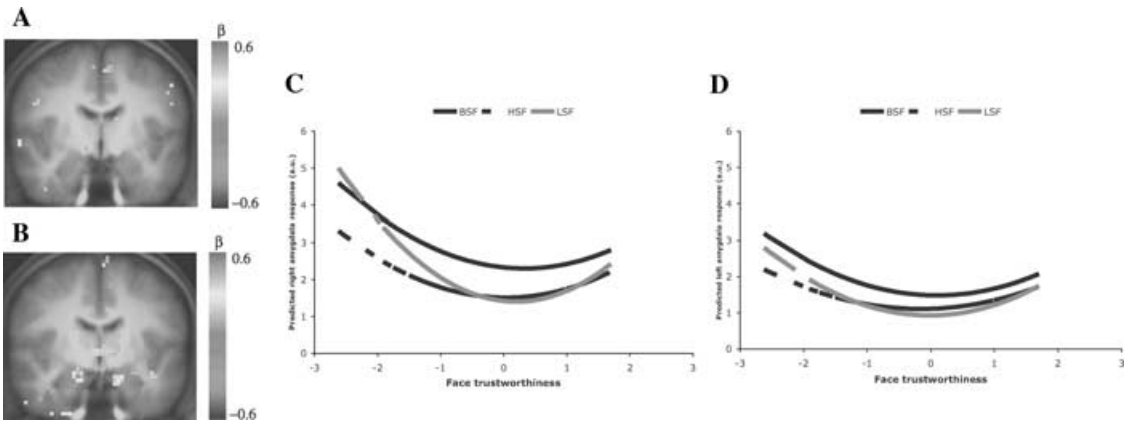 A
β
0.6
−0.6
B
β
0.6
−0.6
C
BSF HSF LSF
Predicted right amygdala response (a.u.)
6
5
4
3
2
1
0
-3 -2 -1 0 1 2 3
Face trustworthiness
D
BSF HSF LSF
Predicted left amygdala response (a.u.)
6
5
4
3
2
1
0
-3 -2 -1 0 1 2 3
Face trustworthiness